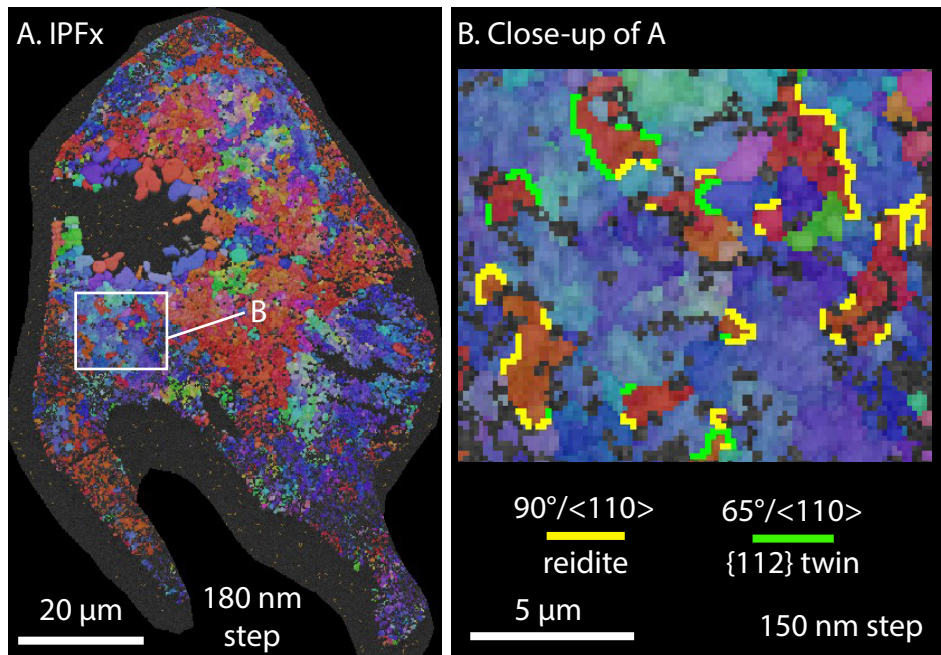 A. IPFx
B
20 µm
180 nm
step
B. Close-up of A
90°/<110>
reidite
65°/<110>
{112} twin
5 µm
150 nm step